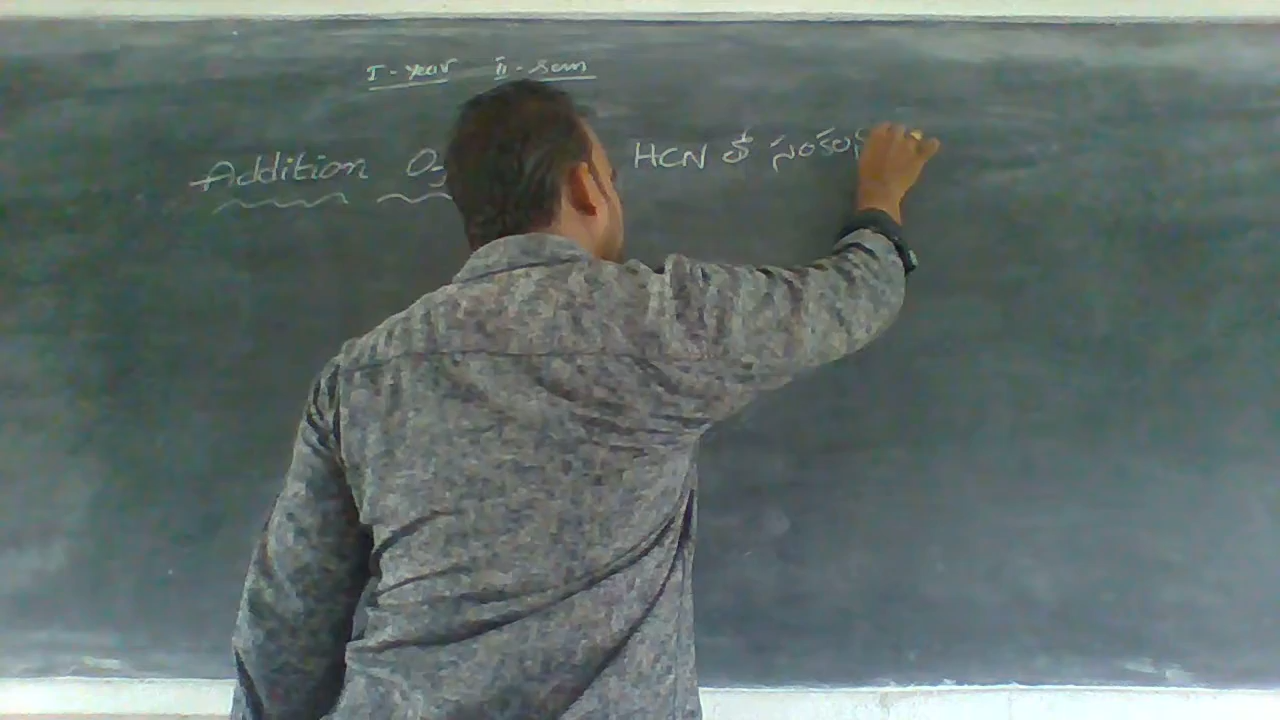 I - year II - sem
Addition HCN తో